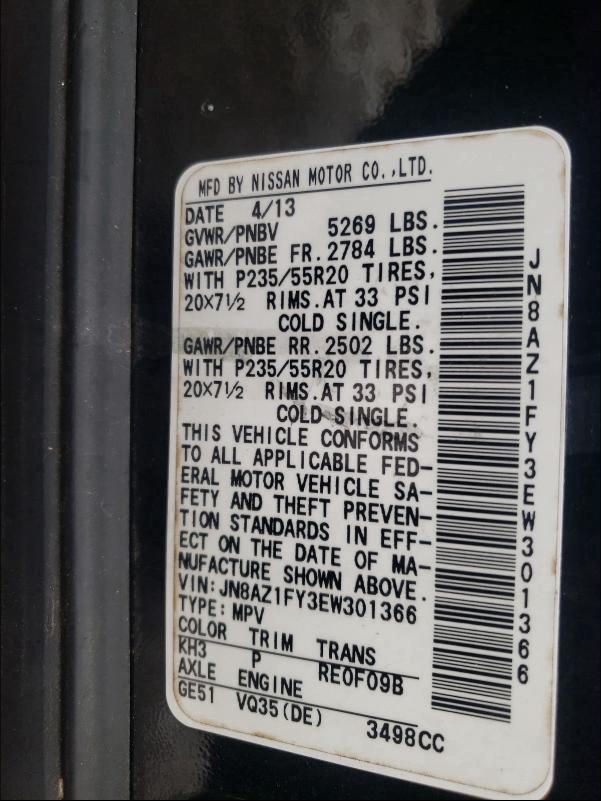 MFD BY NISSAN MOTOR CO.,LTD.
DATE 4/13
GVWR/PNBV 5269 LBS.
GAWR/PNBE FR. 2784 LBS.
WITH P235/55R20 TIRES,
20×7½ RIMS.AT 33 PSI
COLD SINGLE.
GAWR/PNBE RR. 2502 LBS.
WITH P235/55R20 TIRES,
20×7½ RIMS.AT 33 PSI
COLD SINGLE.
THIS VEHICLE CONFORMS
TO ALL APPLICABLE FED-
ERAL MOTOR VEHICLE SA-
FETY AND THEFT PREVEN-
TION STANDARDS IN EFF-
ECT ON THE DATE OF MA-
NUFACTURE SHOWN ABOVE.
VIN: JN8AZ1FY3EW301366
TYPE: MPV
COLOR TRIM TRANS
KH3 P RE0F09B
AXLE ENGINE
GE51 VQ35(DE) 3498CC
JN8AZ1FY3EW301366